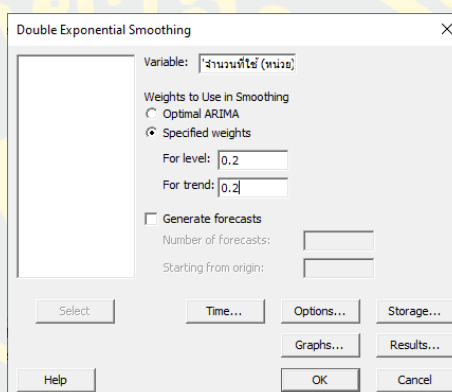 Double Exponential Smoothing
Variable: 'จำนวนที่ใช้ (หน่วย)
Weights to Use in Smoothing
Optimal ARIMA
Specified weights
For level: 0.2
For trend: 0.2
Generate forecasts
Number of forecasts:
Starting from origin:
Select Time... Options... Storage...
Graphs... Results...
Help OK Cancel